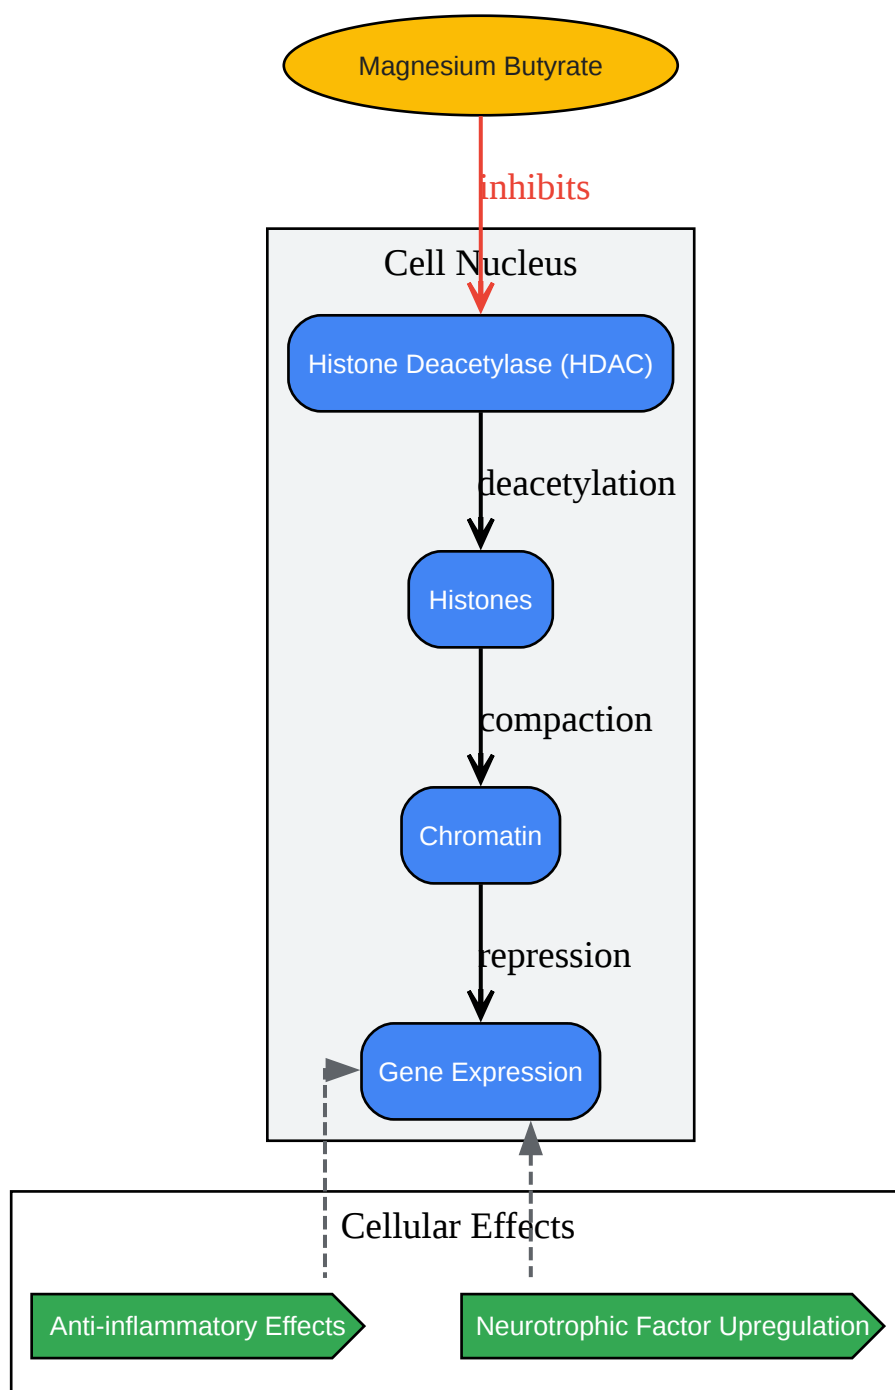 Magnesium Butyrate
inhibits
Cell Nucleus
Histone Deacetylase (HDAC)
deacetylation
Histones
compaction
Chromatin
repression
Gene Expression
Cellular Effects
Anti-inflammatory Effects
Neurotrophic Factor Upregulation